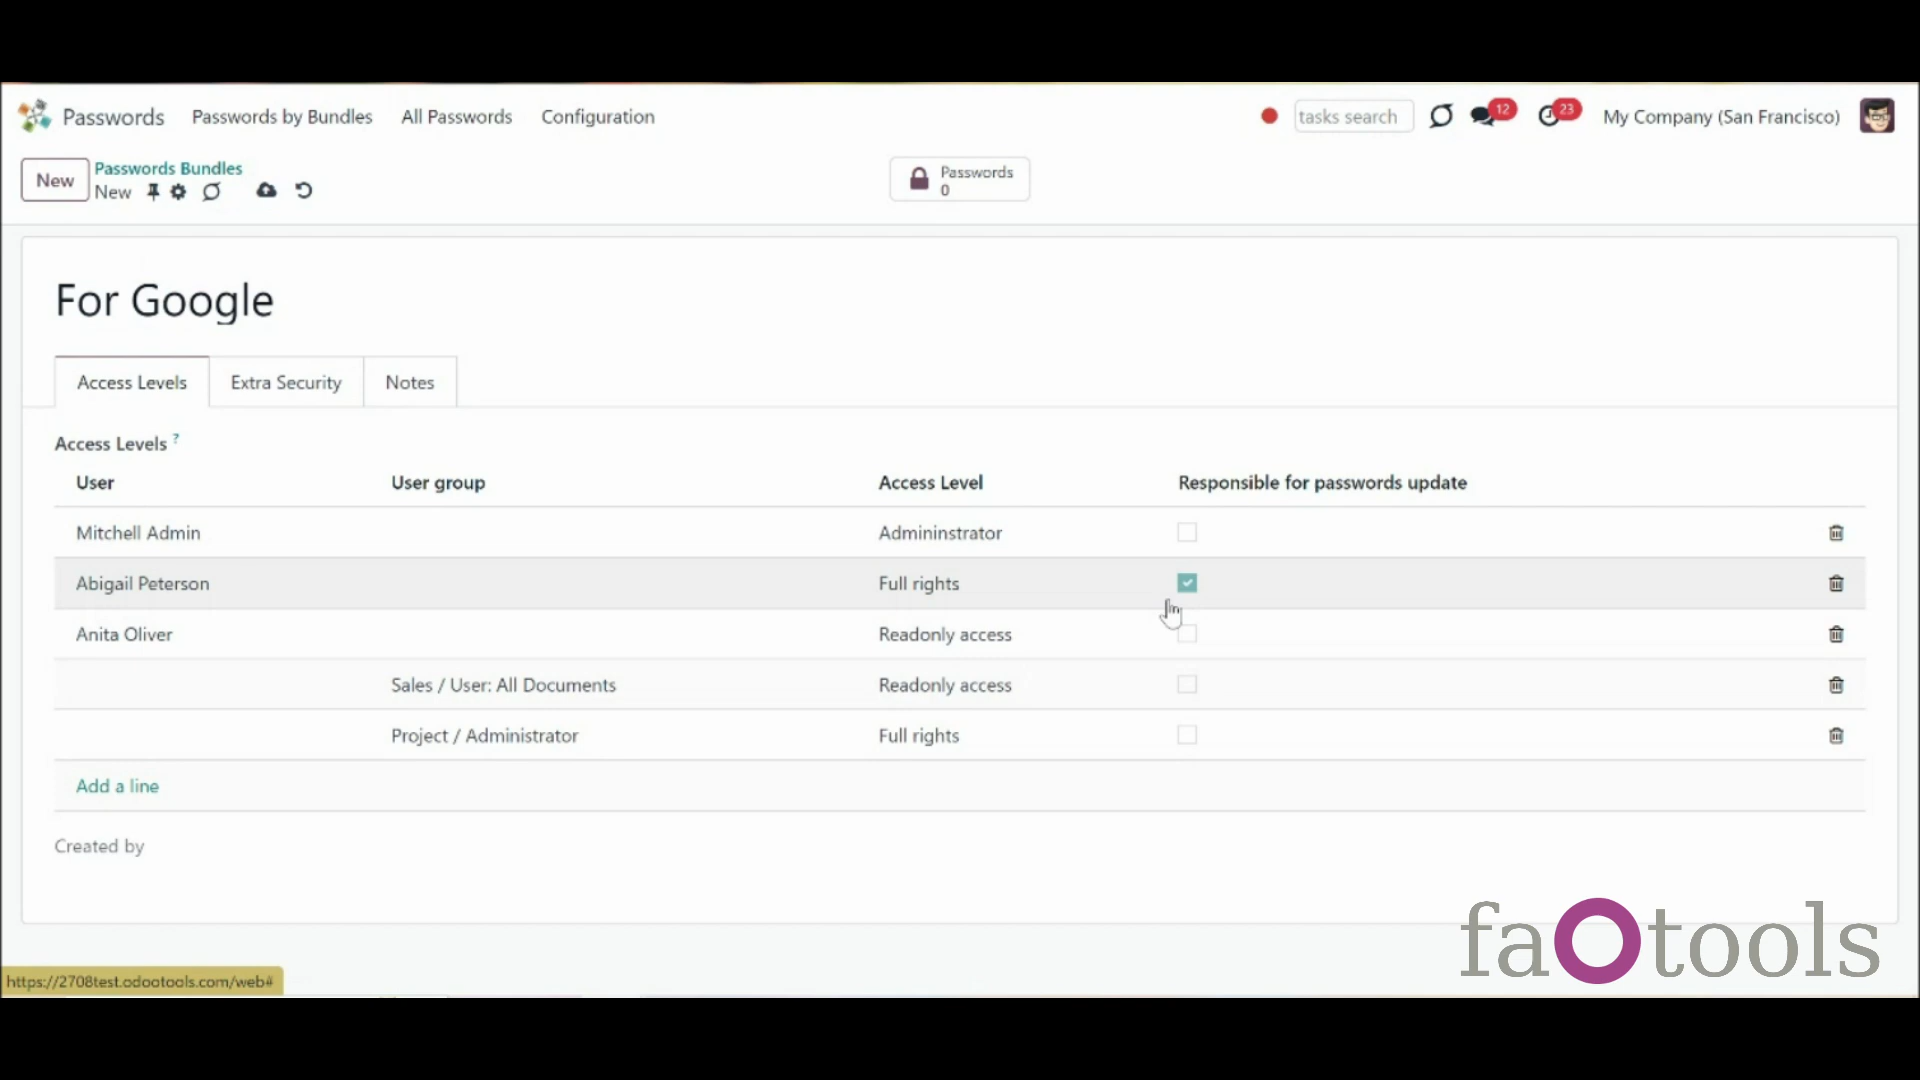 Passwords Passwords by Bundles All Passwords Configuration tasks search 12 23 My Company (San Francisco)
New Passwords Bundles
New
Passwords
0
For Google
Access Levels Extra Security Notes
Access Levels ?
User User group Access Level Responsible for passwords update
Mitchell Admin Admininstrator
Abigail Peterson Full rights
Anita Oliver Readonly access
Sales / User: All Documents Readonly access
Project / Administrator Full rights
Add a line
Created by
faOtools
https://2708test.odootools.com/web#